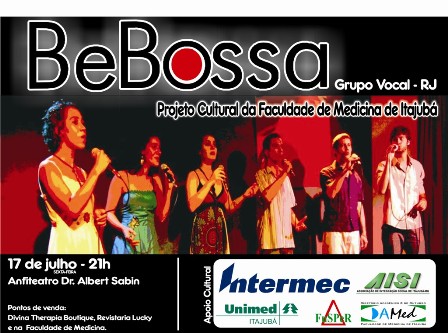 BeBossa
Grupo Vocal - RJ
Projeto Cultural da Faculdade de Medicina de Itajubá
17 de julho - 21h
SEXTA-FEIRA
Anfiteatro Dr. Albert Sabin
Pontos de venda:
Divina Therapia Boutique, Revistaria Lucky
e na Faculdade de Medicina.
Apoio Cultural
Intermec
AISI
Unimed
ITAJUBÁ
DAMed